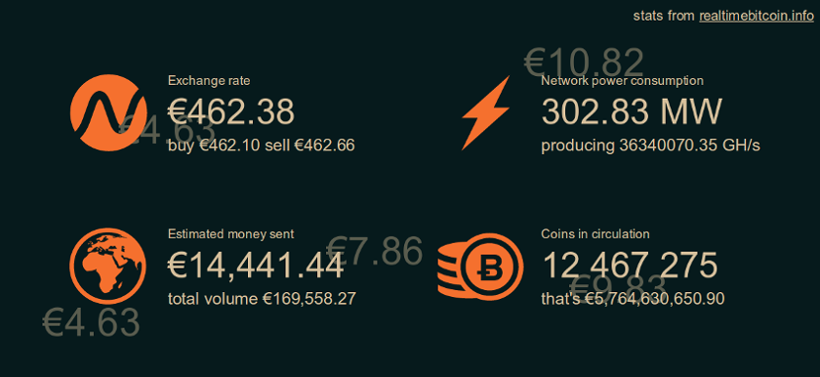 stats from realtimebitcoin.info
€10.82
Exchange rate
€462.38
buy €462.10 sell €462.66
€4.63
Network power consumption
302.83 MW
producing 36340070.35 GH/s
Estimated money sent
€14,441.44
total volume €169,558.27
€7.86
Coins in circulation
12 467 275
that's €5,764,630,650.90
€9.83
€4.63